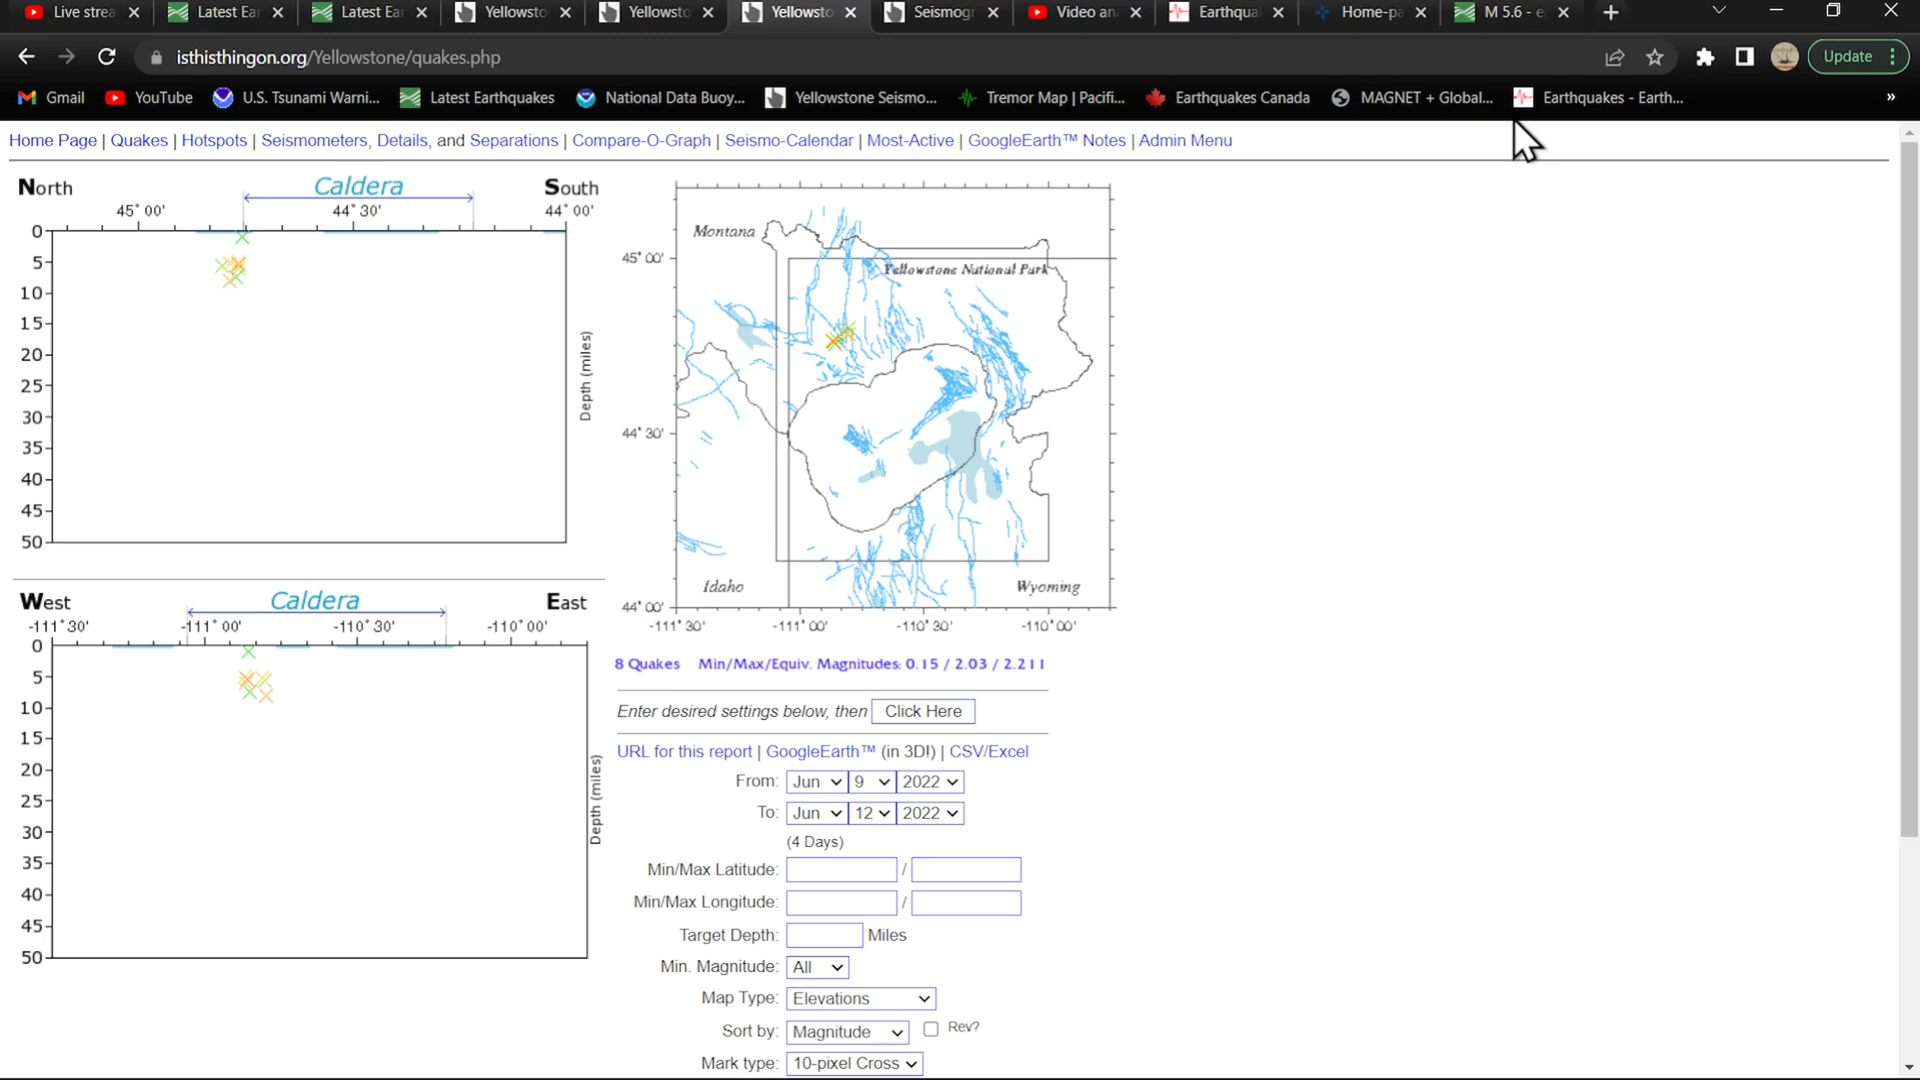 Live strea
Latest Ear
Latest Ear
Yellowsto
Yellowsto
Yellowsto
Seismogr
Video an
Earthqual
Home-pa
M 5.6 - e
isthisthingon.org/Yellowstone/quakes.php
Update
Gmail
YouTube
U.S. Tsunami Warni...
Latest Earthquakes
National Data Buoy...
Yellowstone Seismo...
Tremor Map | Pacifi...
Earthquakes Canada
MAGNET + Global...
Earthquakes - Earth...
»
Home Page | Quakes | Hotspots | Seismometers, Details, and Separations | Compare-O-Graph | Seismo-Calendar | Most-Active | GoogleEarth™ Notes | Admin Menu
North Caldera South
45° 00' 44° 30' 44° 00'
0
5
10
15
20
25
30
35
40
45
50
Depth (miles)
West Caldera East
-111° 30' -111° 00' -110° 30' -110° 00'
0
5
10
15
20
25
30
35
40
45
50
Depth (miles)
Montana
Yellowstone National Park
45° 00'
44° 30'
44° 00'
Idaho
Wyoming
-111° 30' -111° 00' -110° 30' -110° 00'
8 Quakes Min/Max/Equiv. Magnitudes: 0.15 / 2.03 / 2.211
Enter desired settings below, then Click Here
URL for this report | GoogleEarth™ (in 3D!) | CSV/Excel
From: Jun 9 2022
To: Jun 12 2022
(4 Days)
Min/Max Latitude: /
Min/Max Longitude: /
Target Depth: Miles
Min. Magnitude: All
Map Type: Elevations
Sort by: Magnitude Rev?
Mark type: 10-pixel Cross